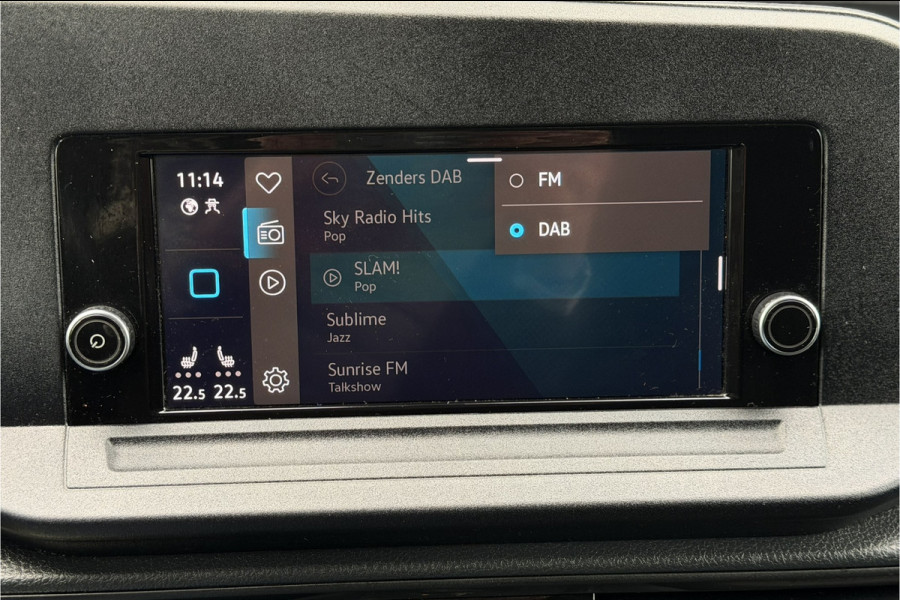 11:14
Zenders DAB
FM
DAB
Sky Radio Hits
Pop
SLAM!
Pop
Sublime
Jazz
Sunrise FM
Talkshow
22.5 22.5